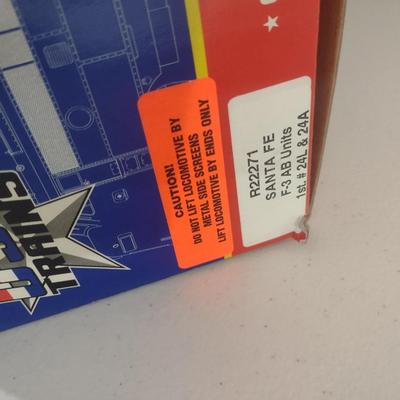 CAUTION!
DO NOT LIFT LOCOMOTIVE BY
METAL SIDE SCREENS
LIFT LOCOMOTIVE BY ENDS ONLY
R22271
SANTA FE
F-3 AB Units
1st. # 24L & 24A
TRAINS